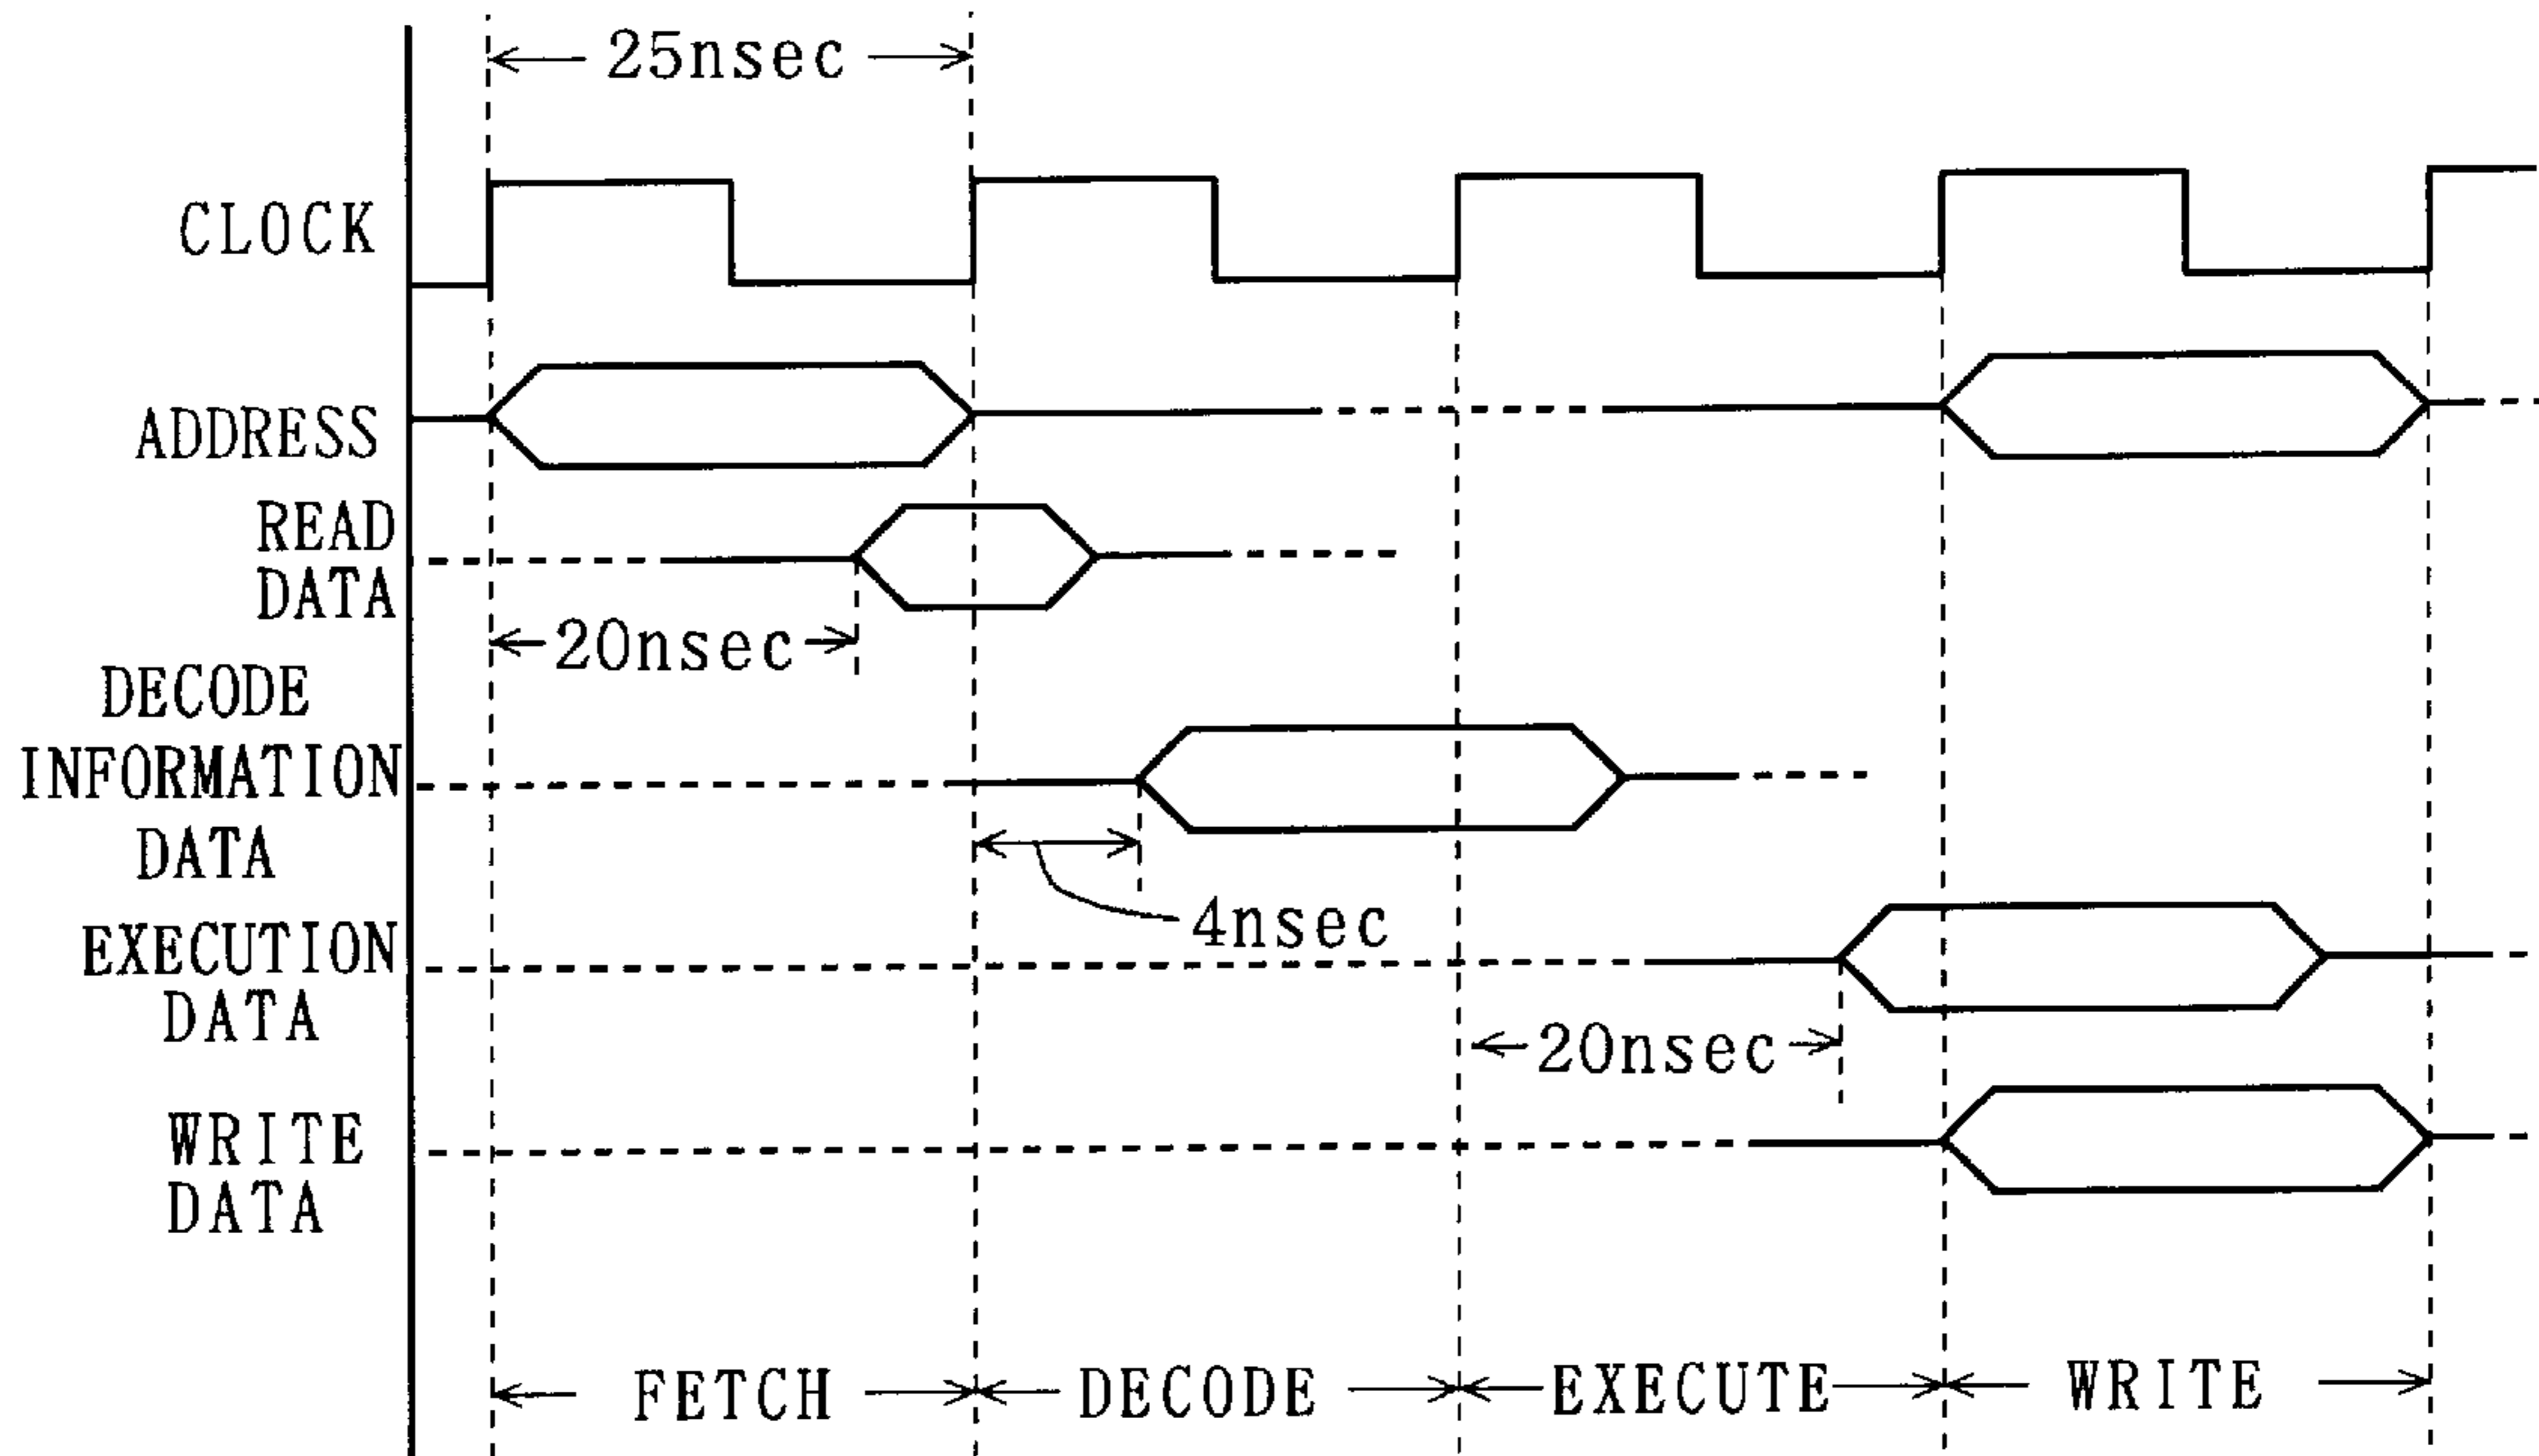 25nsec
CLOCK
ADDRESS
READ
DATA
20nsec
DECODE
INFORMATION
DATA
4nsec
EXECUTION
DATA
20nsec
WRITE
DATA
FETCH DECODE EXECUTE WRITE